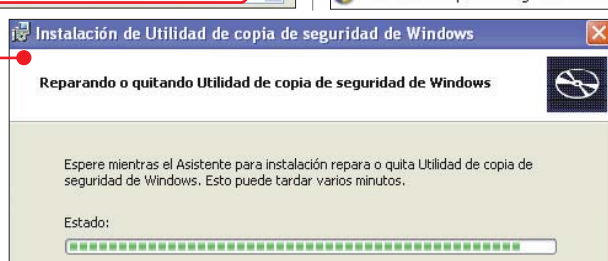 Instalación de Utilidad de copia de seguridad de Windows
Reparando o quitando Utilidad de copia de seguridad de Windows
Espere mientras el Asistente para instalación repara o quita Utilidad de copia de
seguridad de Windows. Esto puede tardar varios minutos.
Estado: